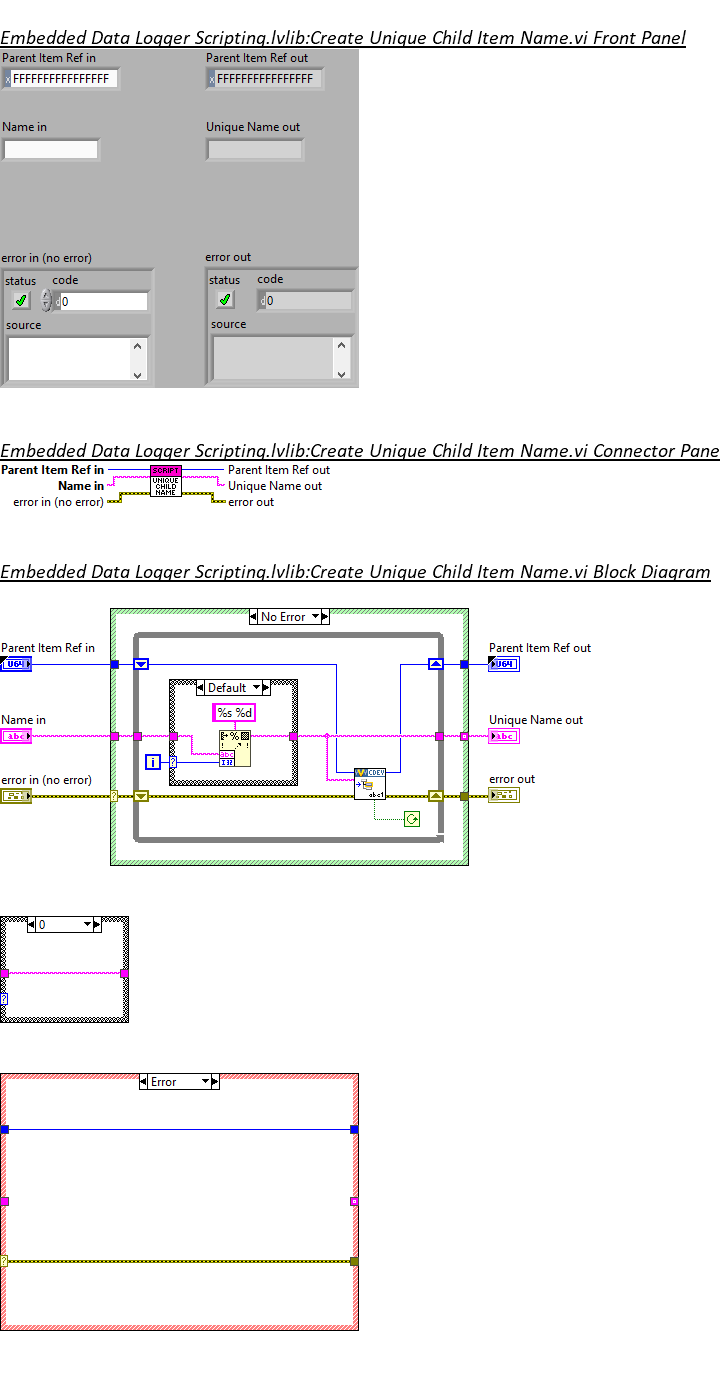 Embedded Data Logger Scripting.lvlib:Create Unique Child Item Name.vi Front Panel
Parent Item Ref in
Parent Item Ref out
x FFFFFFFFFFFFFFFF
x FFFFFFFFFFFFFFFF
Name in
Unique Name out
error in (no error)
error out
status code
status code
d 0
d 0
source
source
Embedded Data Logger Scripting.lvlib:Create Unique Child Item Name.vi Connector Pane
Parent Item Ref in
SCRIPT
Parent Item Ref out
Name in
UNIQUE
CHILD
NAME
Unique Name out
error in (no error)
error out
Embedded Data Logger Scripting.lvlib:Create Unique Child Item Name.vi Block Diagram
No Error
Parent Item Ref in
Parent Item Ref out
U64
U64
Default
%s %d
Name in
Unique Name out
abc
abc
%
abc
I32
i
?
CDEV
abc1
error in (no error)
error out
?
0
?
Error
?